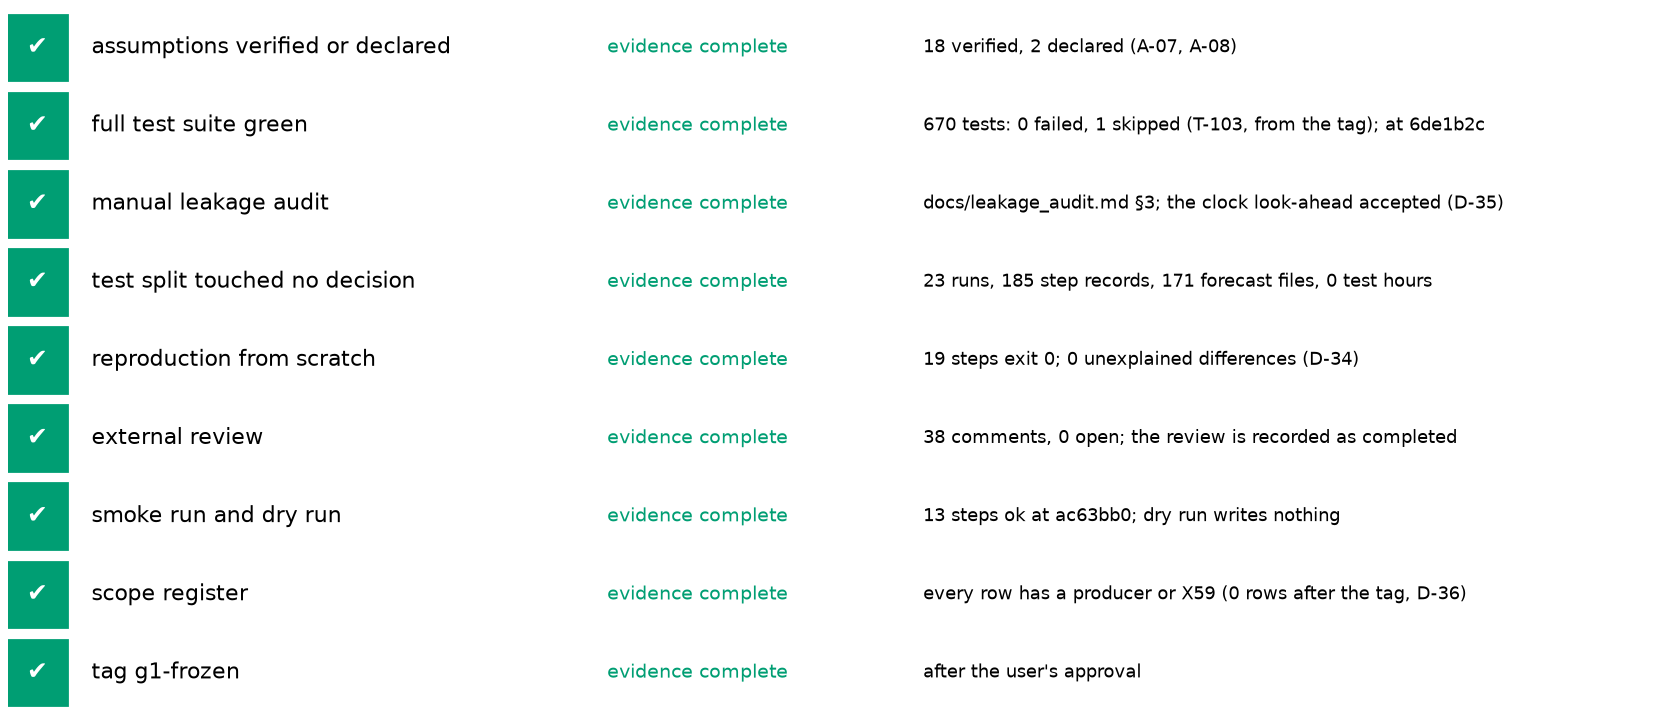 ✔ assumptions verified or declared evidence complete 18 verified, 2 declared (A-07, A-08)
✔ full test suite green evidence complete 670 tests: 0 failed, 1 skipped (T-103, from the tag); at 6de1b2c
✔ manual leakage audit evidence complete docs/leakage_audit.md §3; the clock look-ahead accepted (D-35)
✔ test split touched no decision evidence complete 23 runs, 185 step records, 171 forecast files, 0 test hours
✔ reproduction from scratch evidence complete 19 steps exit 0; 0 unexplained differences (D-34)
✔ external review evidence complete 38 comments, 0 open; the review is recorded as completed
✔ smoke run and dry run evidence complete 13 steps ok at ac63bb0; dry run writes nothing
✔ scope register evidence complete every row has a producer or X59 (0 rows after the tag, D-36)
✔ tag g1-frozen evidence complete after the user's approval